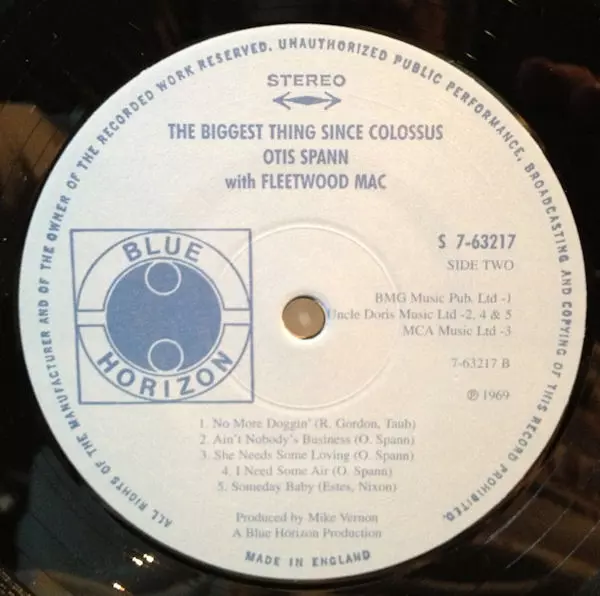 ALL RIGHTS OF THE MANUFACTURER AND OF THE OWNER OF THE RECORDED WORK RESERVED. UNAUTHORIZED PUBLIC PERFORMANCE, BROADCASTING AND COPYING OF THIS RECORD PROHIBITED.
STEREO
THE BIGGEST THING SINCE COLOSSUS
OTIS SPANN
with FLEETWOOD MAC
BLUE
HORIZON
S 7-63217
SIDE TWO
BMG Music Pub. Ltd -1
Uncle Doris Music Ltd -2, 4 & 5
MCA Music Ltd -3
7-63217 B
℗ 1969
1. No More Doggin' (R. Gordon, Taub)
2. Ain't Nobody's Business (O. Spann)
3. She Needs Some Loving (O. Spann)
4. I Need Some Air (O. Spann)
5. Someday Baby (Estes, Nixon)
Produced by Mike Vernon
A Blue Horizon Production
MADE IN ENGLAND